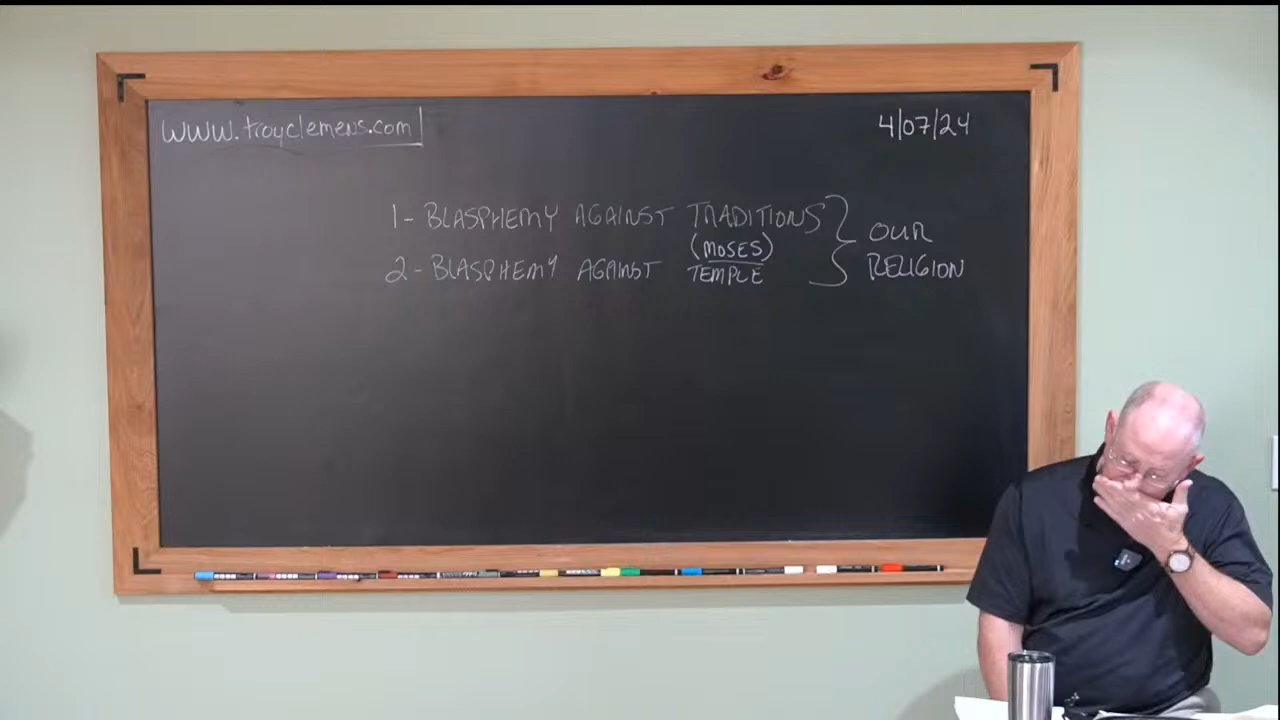 www.troyclemens.com
4/07/24
1- BLASPHEMY AGAINST TRADITIONS
(MOSES)
2- BLASPHEMY AGAINST TEMPLE
OUR
RELIGION